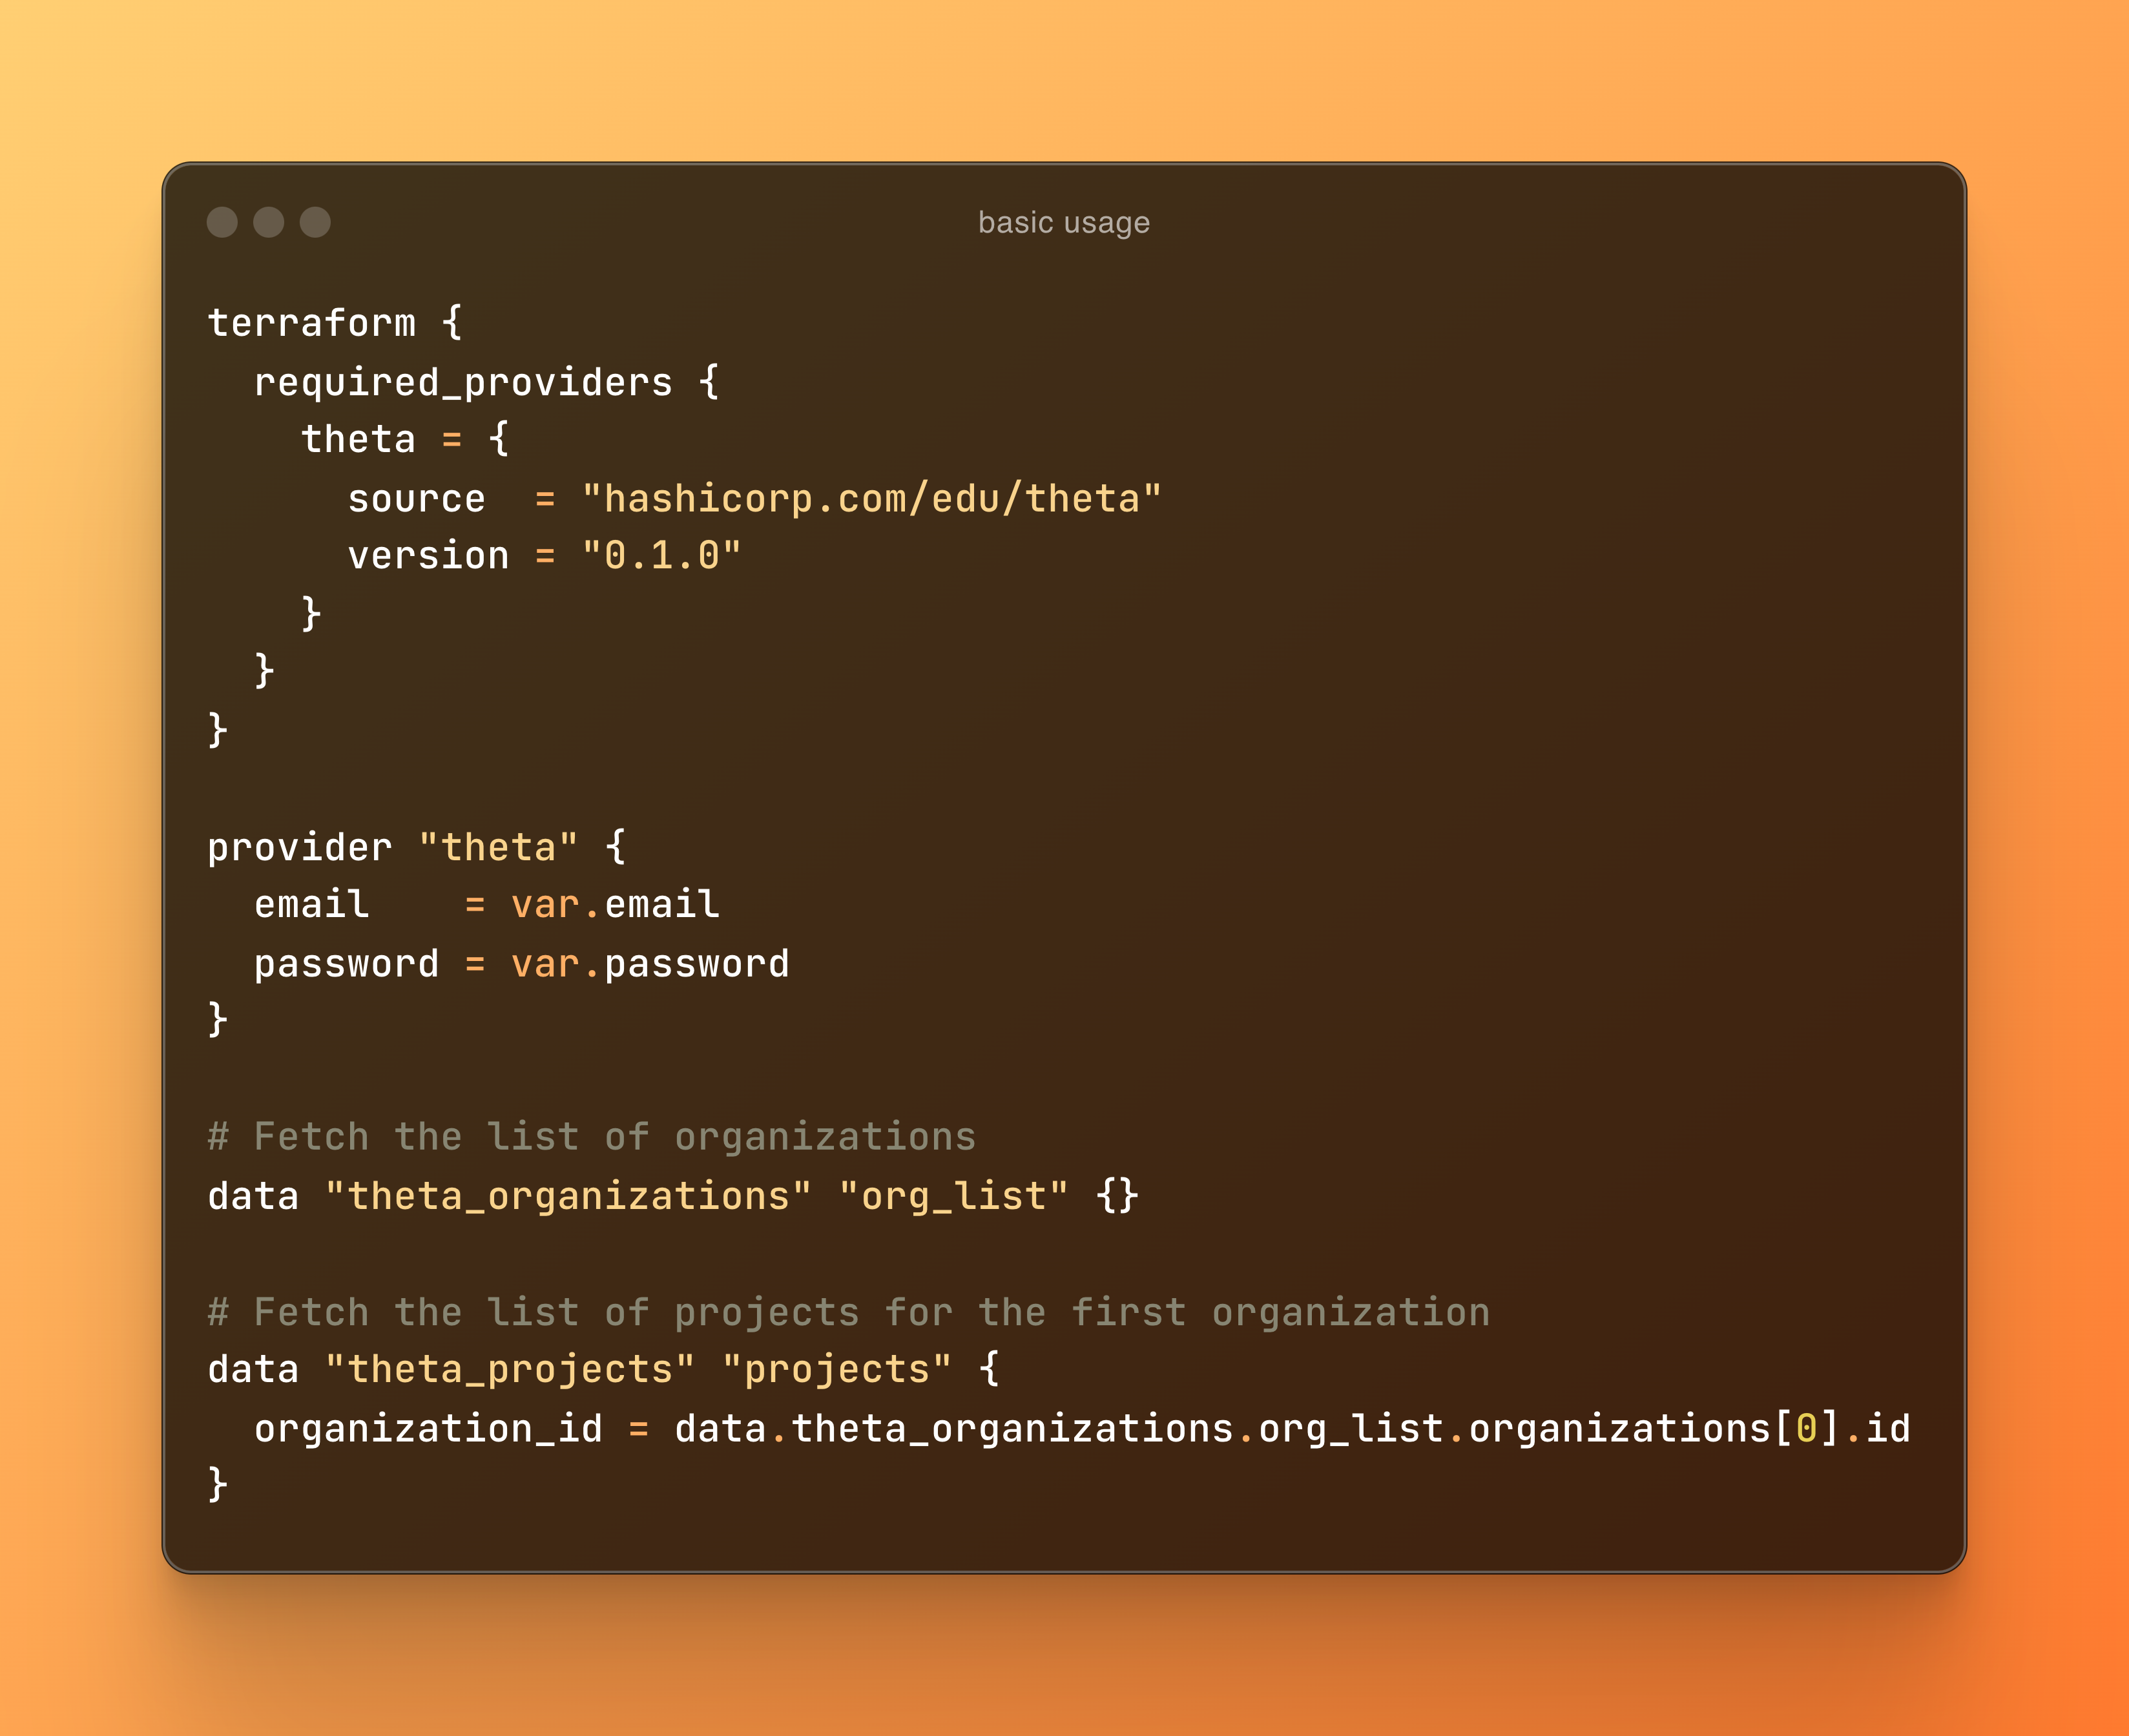 basic usage
terraform {
  required_providers {
    theta = {
      source  = "hashicorp.com/edu/theta"
      version = "0.1.0"
    }
  }
}

provider "theta" {
  email    = var.email
  password = var.password
}

# Fetch the list of organizations
data "theta_organizations" "org_list" {}

# Fetch the list of projects for the first organization
data "theta_projects" "projects" {
  organization_id = data.theta_organizations.org_list.organizations[0].id
}